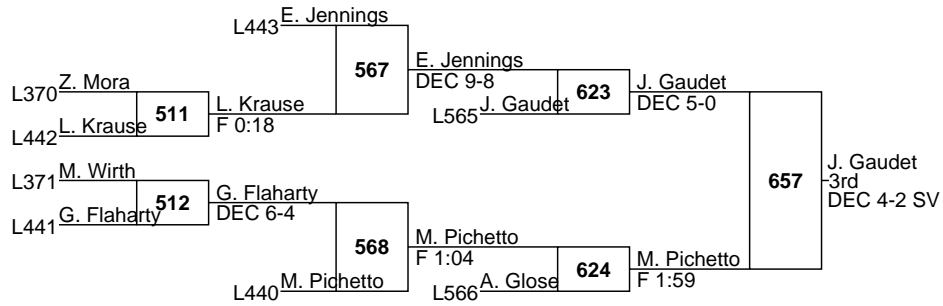 L443 E. Jennings
567
E. Jennings
DEC 9-8
L370 Z. Mora
511
L. Krause
F 0:18
L442 L. Krause
L565 J. Gaudet
623
J. Gaudet
DEC 5-0
L371 M. Wirth
512
G. Flaharty
DEC 6-4
L441 G. Flaharty
657
J. Gaudet
3rd
DEC 4-2 SV
568
M. Pichetto
F 1:04
L440 M. Pichetto
L566 A. Glose
624
M. Pichetto
F 1:59